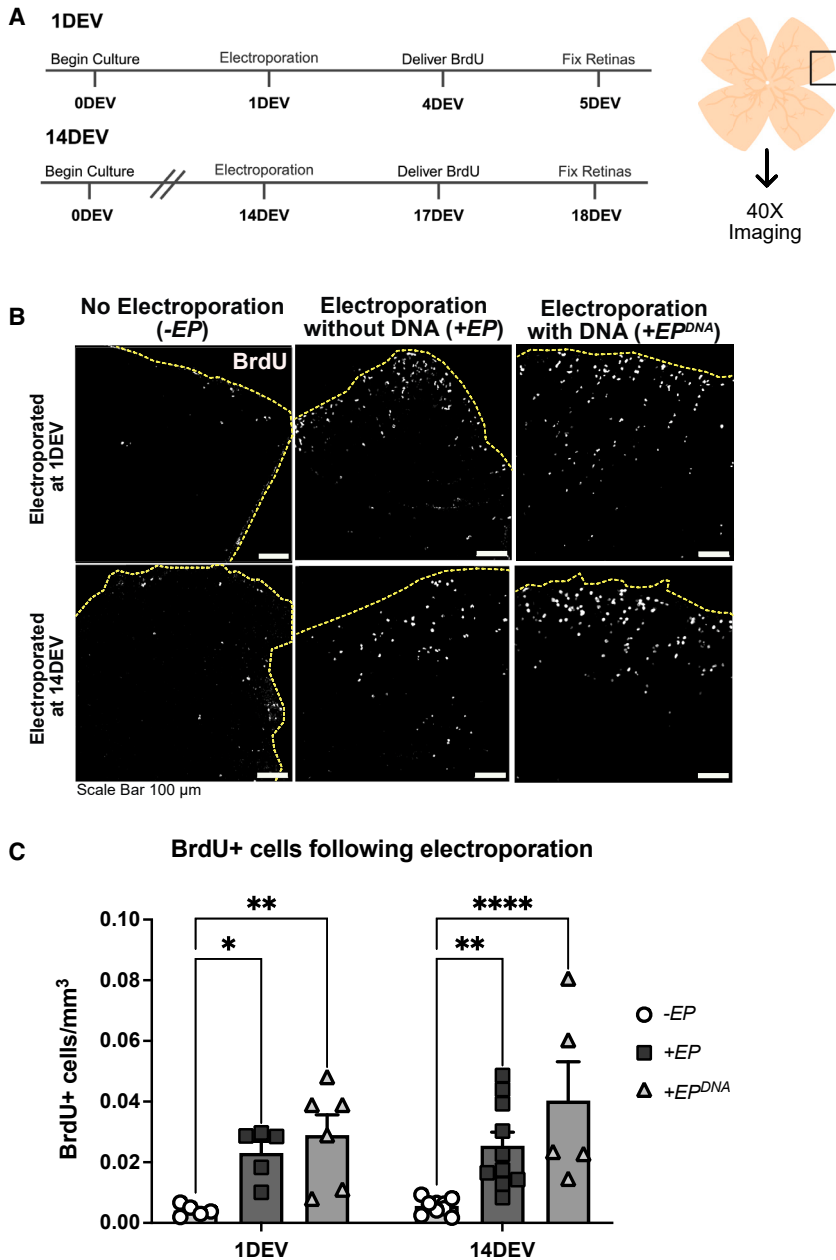 A
1DEV
Begin Culture Electroporation Deliver BrdU Fix Retinas
0DEV 1DEV 4DEV 5DEV
14DEV
Begin Culture Electroporation Deliver BrdU Fix Retinas
0DEV 14DEV 17DEV 18DEV
40X
Imaging
B
No Electroporation
(-EP)
Electroporation
without DNA (+EP)
Electroporation
with DNA (+EP^DNA)
BrdU
Electroporated
at 1DEV
Electroporated
at 14DEV
Scale Bar 100 µm
C
BrdU+ cells following electroporation
BrdU+ cells/mm³
0.10
0.08
0.06
0.04
0.02
0.00
**
*
****
**
1DEV 14DEV
-EP
+EP
+EP^DNA